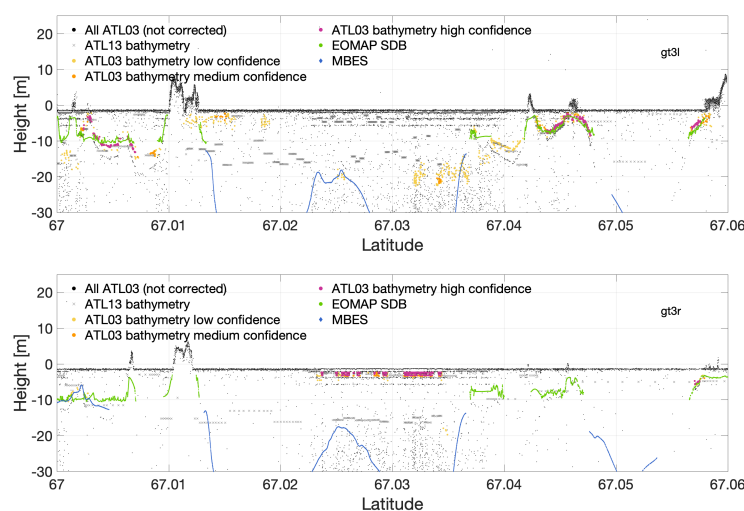 20
10
0
-10
-20
-30
Height [m]
All ATL03 (not corrected)
ATL13 bathymetry
ATL03 bathymetry low confidence
ATL03 bathymetry medium confidence
ATL03 bathymetry high confidence
EOMAP SDB
MBES
gt3l
67 67.01 67.02 67.03 67.04 67.05 67.06
Latitude
20
10
0
-10
-20
-30
Height [m]
All ATL03 (not corrected)
ATL13 bathymetry
ATL03 bathymetry low confidence
ATL03 bathymetry medium confidence
ATL03 bathymetry high confidence
EOMAP SDB
MBES
gt3r
67 67.01 67.02 67.03 67.04 67.05 67.06
Latitude